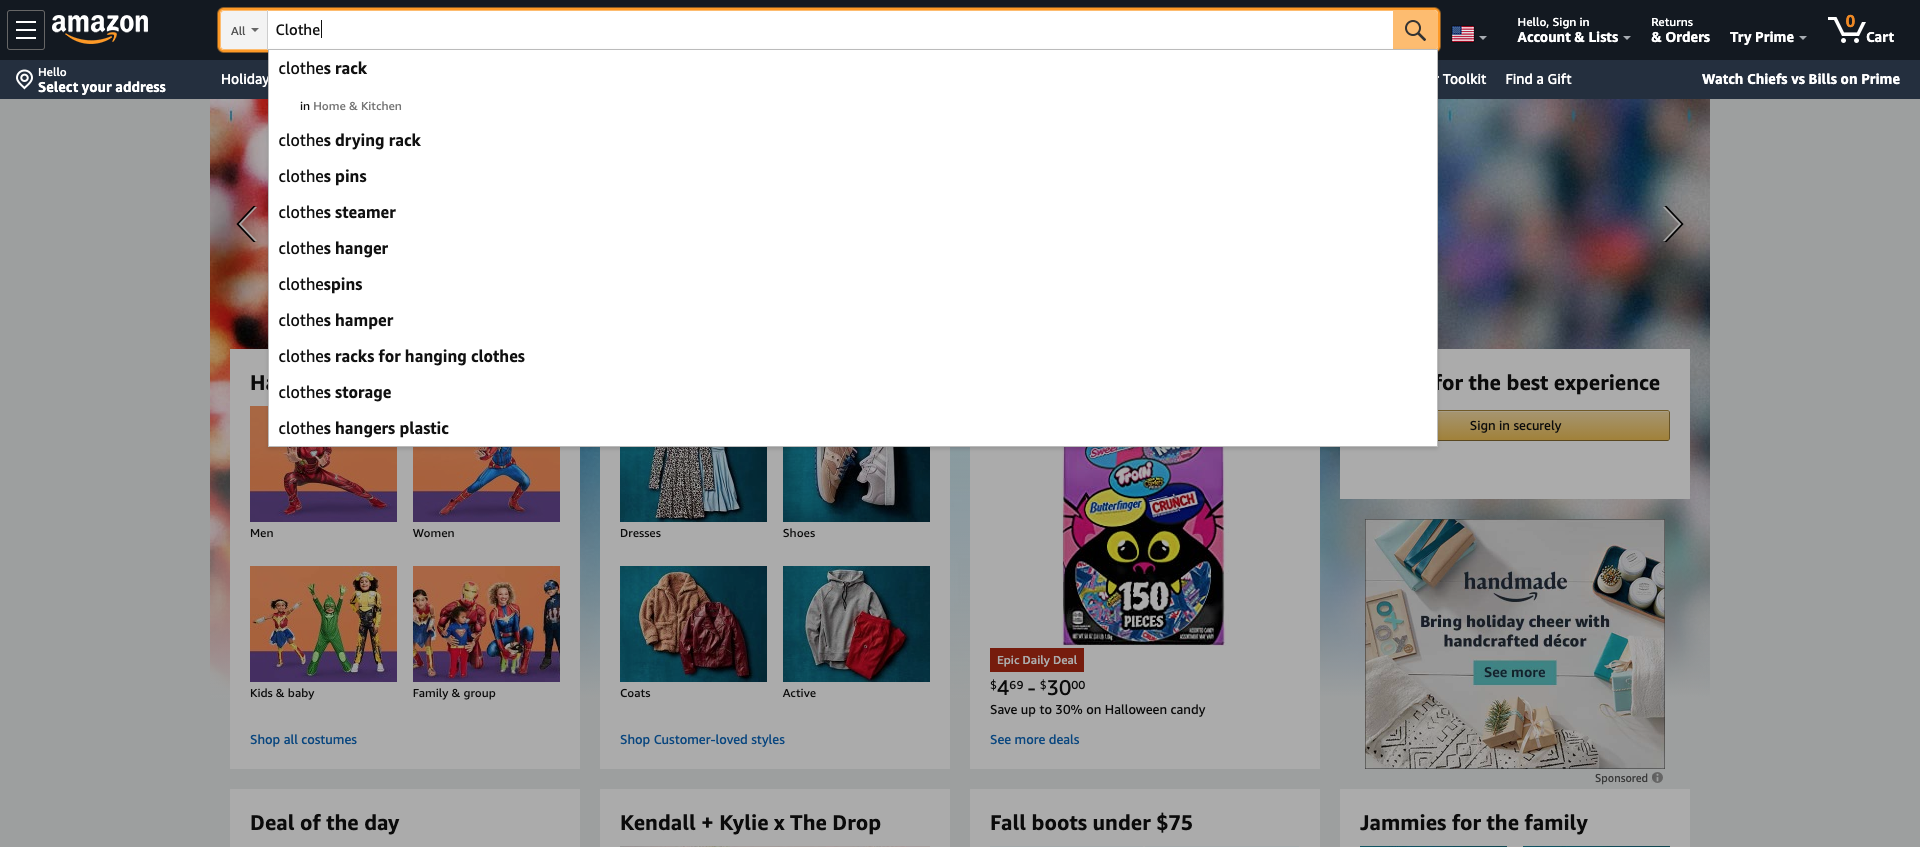 amazon
All
Clothe
Hello, Sign in
Account & Lists
Returns
& Orders
Try Prime
0
Cart
Hello
Select your address
Holiday
Toolkit
Find a Gift
Watch Chiefs vs Bills on Prime
clothes rack
in Home & Kitchen
clothes drying rack
clothes pins
clothes steamer
clothes hanger
clothespins
clothes hamper
clothes racks for hanging clothes
clothes storage
clothes hangers plastic
for the best experience
Sign in securely
Men
Women
Kids & baby
Family & group
Shop all costumes
Dresses
Shoes
Coats
Active
Shop Customer-loved styles
Trolli
Butterfinger
CRUNCH
150
PIECES
Epic Daily Deal
$4.69 - $30.00
Save up to 30% on Halloween candy
See more deals
handmade
Bring holiday cheer with
handcrafted décor
See more
Sponsored
Deal of the day
Kendall + Kylie x The Drop
Fall boots under $75
Jammies for the family